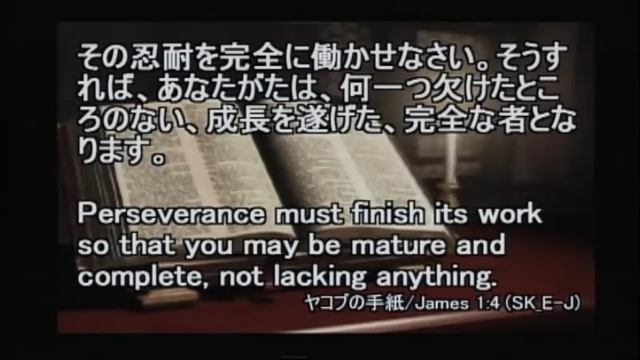 その忍耐を完全に働かせなさい。そうす
れば、あなたがたは、何一つ欠けたとこ
ろのない、成長を遂げた、完全な者とな
ります。
Perseverance must finish its work
so that you may be mature and
complete, not lacking anything.
ヤコブの手紙/James 1:4 (SK_E-J)